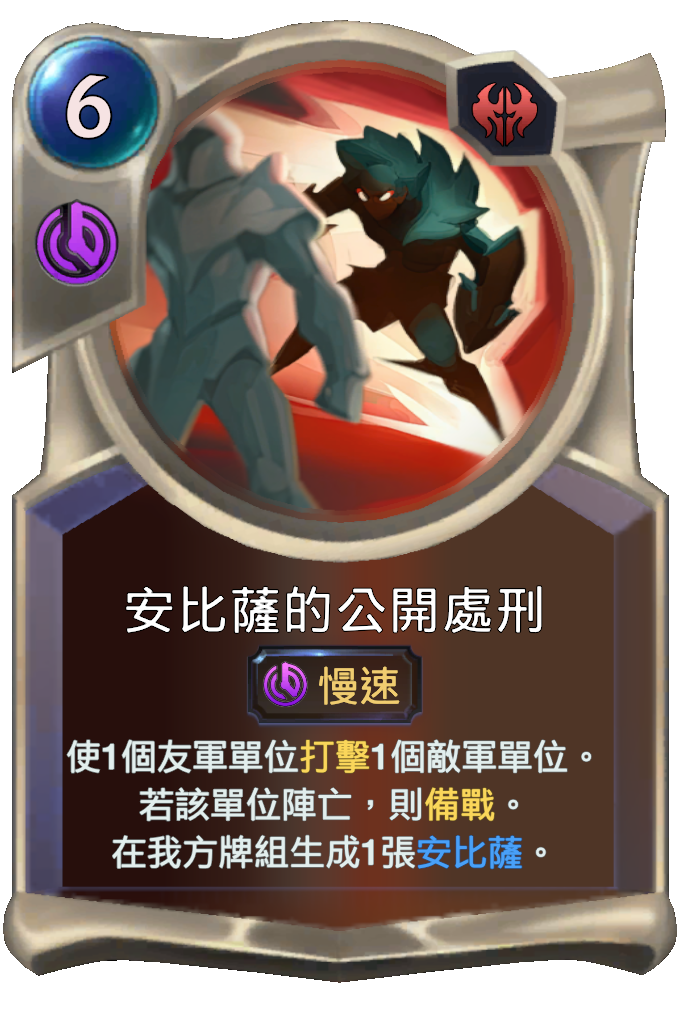 6
安比薩的公開處刑
慢速
使1個友軍單位打擊1個敵軍單位。
若該單位陣亡，則備戰。
在我方牌組生成1張安比薩。